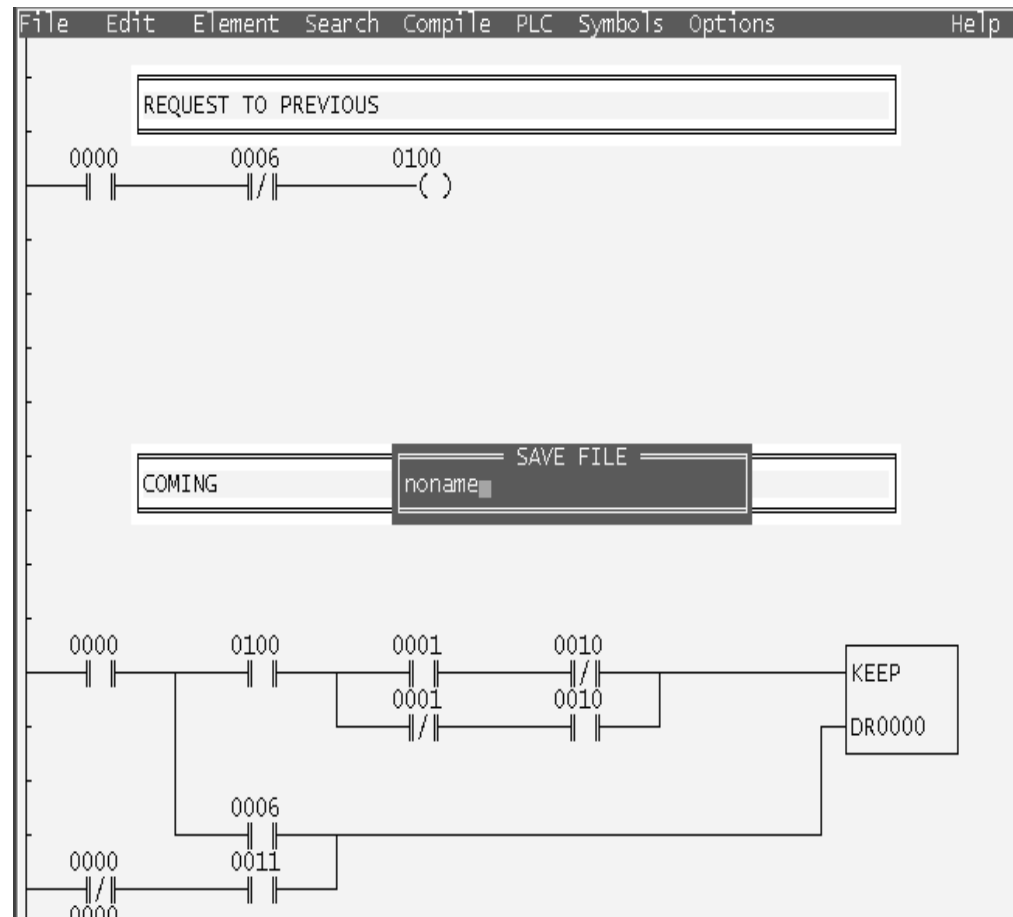 File Edit Element Search Compile PLC Symbols Options Help
REQUEST TO PREVIOUS
0000 0006 0100
SAVE FILE
COMING noname
0000 0100 0001 0010
KEEP
0001 0010
DR0000
0006
0000 0011
0000